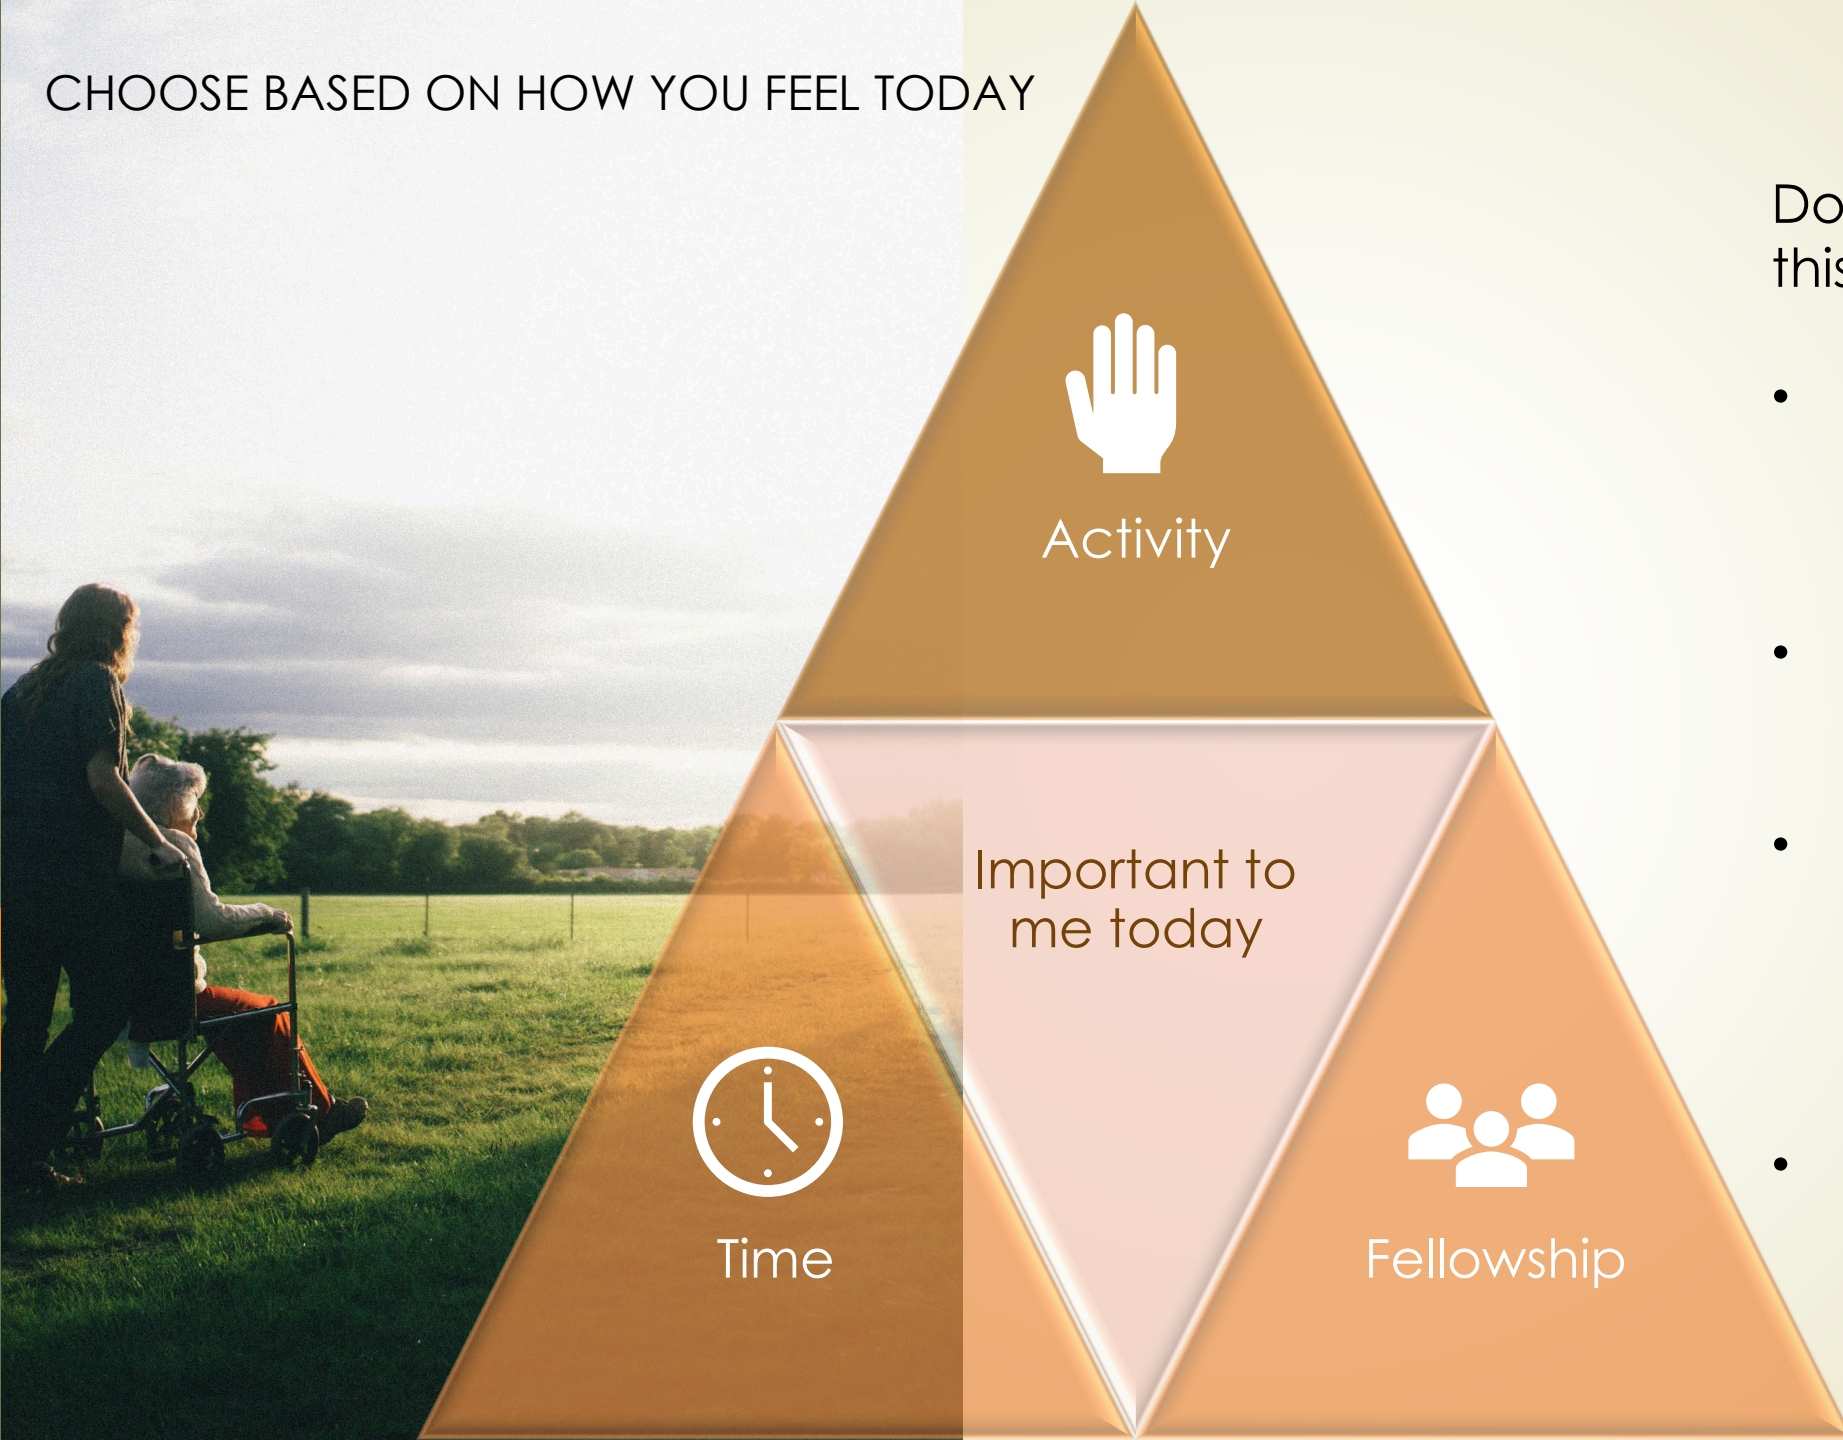 CHOOSE BASED ON HOW YOU FEEL TODAY
Activity
Important to
me today
Time
Fellowship